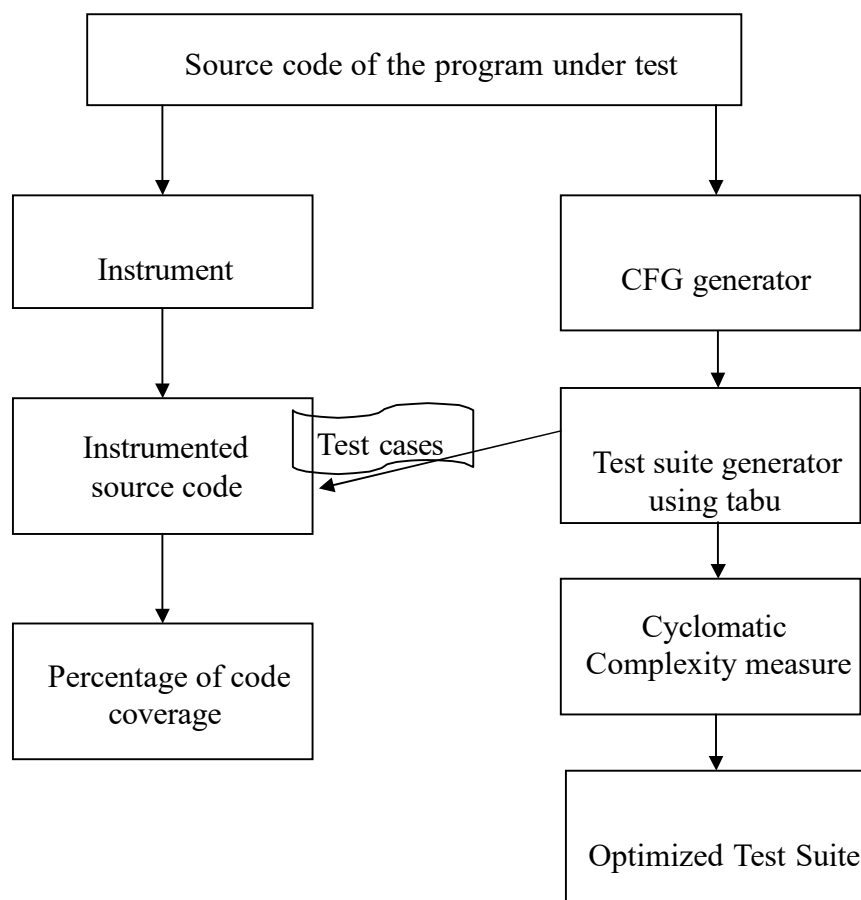 Source code of the program under test
Instrument
CFG generator
Instrumented
source code
Test cases
Test suite generator
using tabu
Percentage of code
coverage
Cyclomatic
Complexity measure
Optimized Test Suite